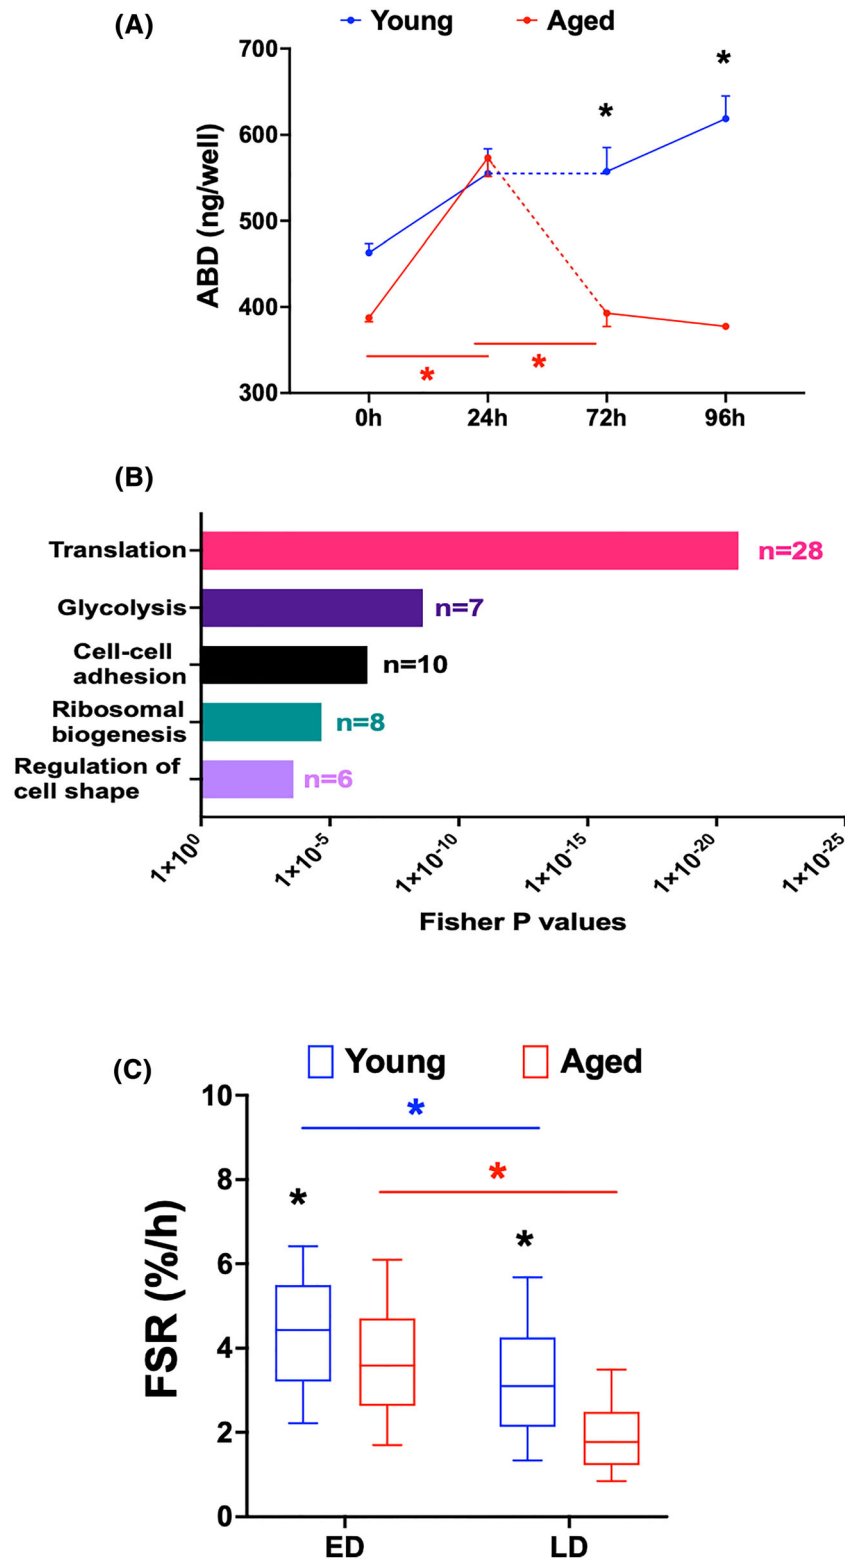 (A)
Young Aged
*
*
700
600
500
400
300
ABD (ng/well)
*
*
0h 24h 72h 96h
(B)
Translation
n=28
Glycolysis
n=7
Cell-cell
adhesion
n=10
Ribosomal
biogenesis
n=8
Regulation of
cell shape
n=6
1×10⁰ 1×10⁻⁵ 1×10⁻¹⁰ 1×10⁻¹⁵ 1×10⁻²⁰ 1×10⁻²⁵
Fisher P values
(C)
Young Aged
*
*
*
*
10
8
6
4
2
0
FSR (%/h)
ED LD